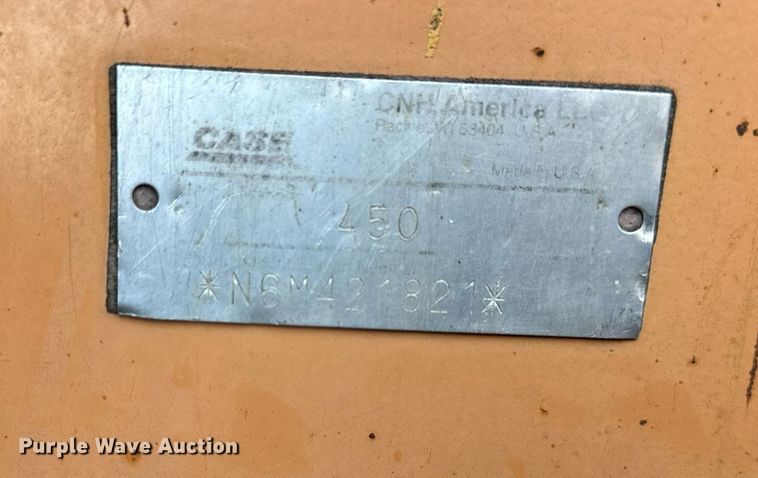 CNH America LLC
Racine, WI 53404 U.S.A.
CASE
Made in U.S.A.
450
*N6M421821*
Purple Wave Auction